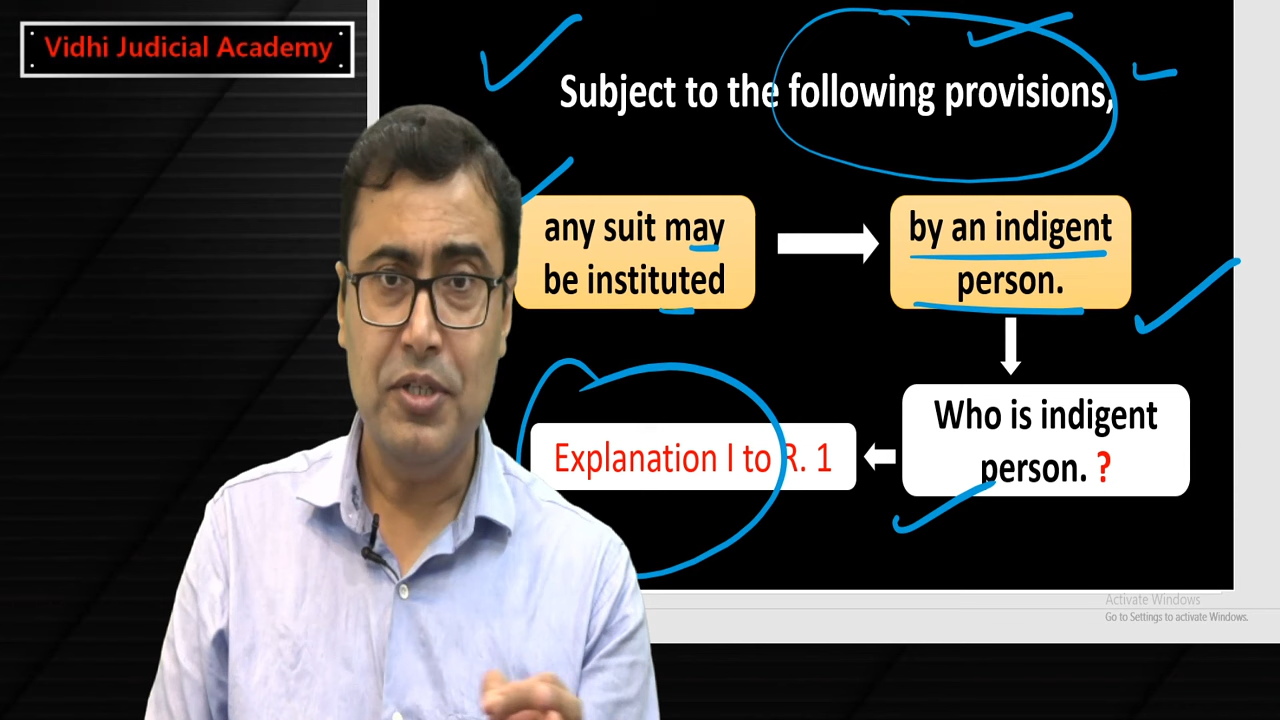 Vidhi Judicial Academy
Subject to the following provisions,
any suit may
be instituted
by an indigent
person.
Who is indigent
person. ?
Explanation I to R. 1
Activate Windows
Go to Settings to activate Windows.